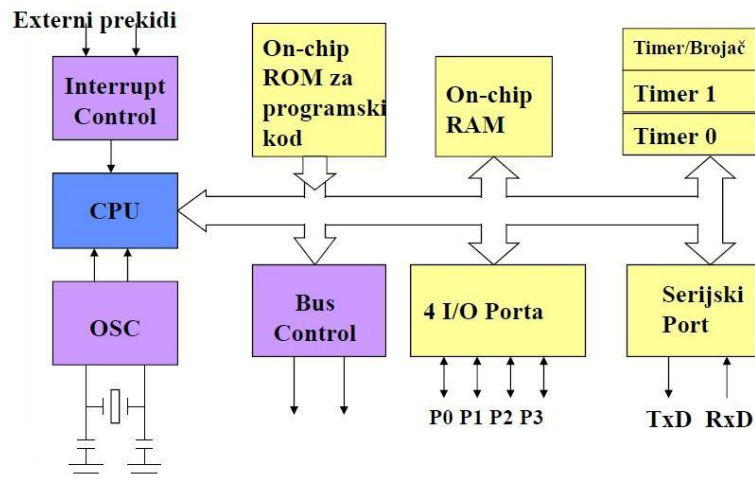 Externi prekidi
Interrupt
Control
On-chip
ROM za
programski
kod
On-chip
RAM
Timer/Brojač
Timer 1
Timer 0
CPU
OSC
Bus
Control
4 I/O Porta
Serijski
Port
P0 P1 P2 P3
TxD RxD